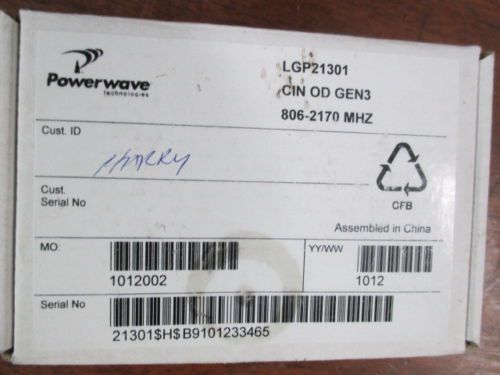 Powerwave
technologies
LGP21301
CIN OD GEN3
806-2170 MHZ
Cust. ID
Cust.
Serial No
CFB
Assembled in China
MO:
1012002
YY/WW
1012
Serial No
21301$H$B9101233465